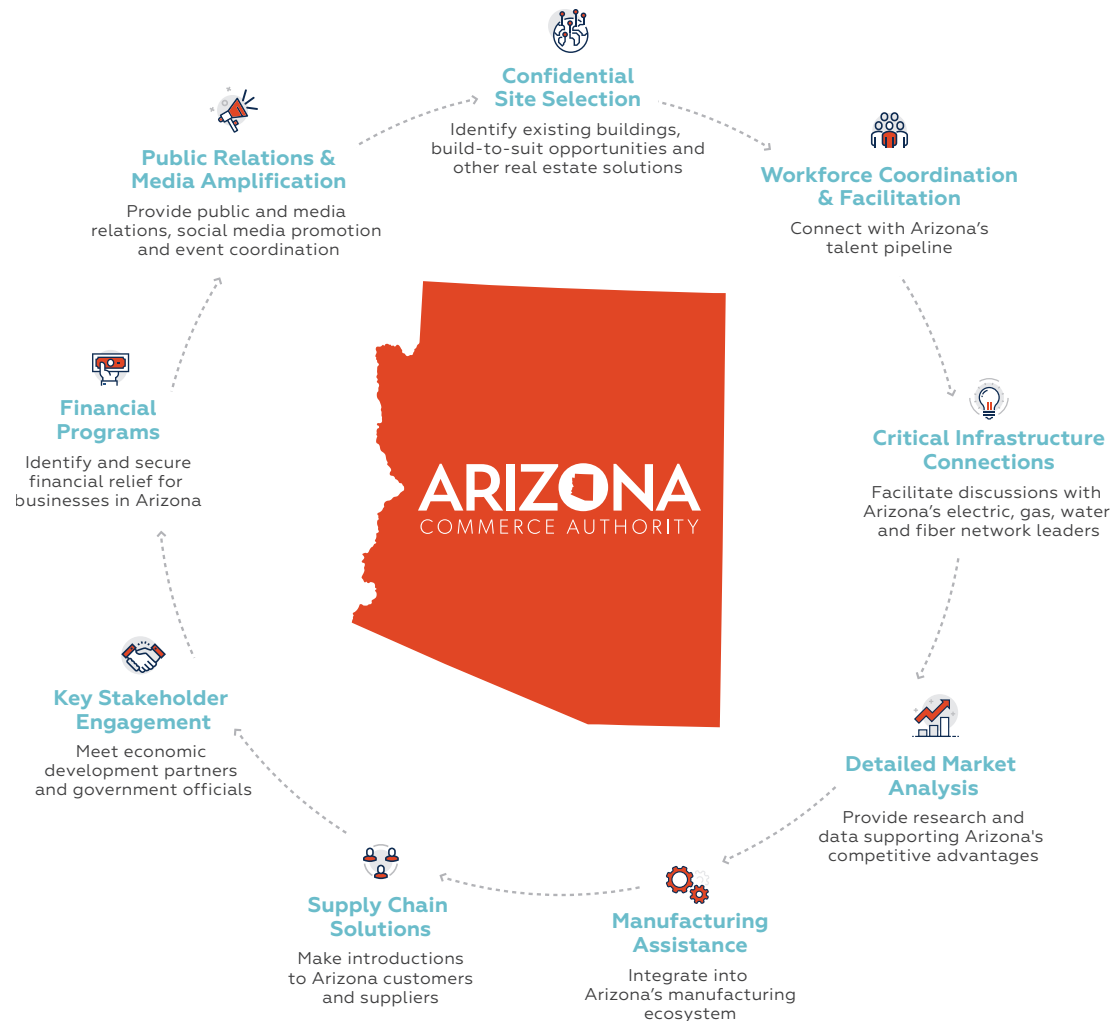 Confidential
Site Selection
Identify existing buildings,
build-to-suit opportunities and
other real estate solutions
Workforce Coordination
& Facilitation
Connect with Arizona’s
talent pipeline
Critical Infrastructure
Connections
Facilitate discussions with
Arizona’s electric, gas, water
and fiber network leaders
Detailed Market
Analysis
Provide research and
data supporting Arizona's
competitive advantages
Manufacturing
Assistance
Integrate into
Arizona’s manufacturing
ecosystem
Supply Chain
Solutions
Make introductions
to Arizona customers
and suppliers
Key Stakeholder
Engagement
Meet economic
development partners
and government officials
Financial
Programs
Identify and secure
financial relief for
businesses in Arizona
Public Relations &
Media Amplification
Provide public and media
relations, social media promotion
and event coordination
ARIZONA
COMMERCE AUTHORITY